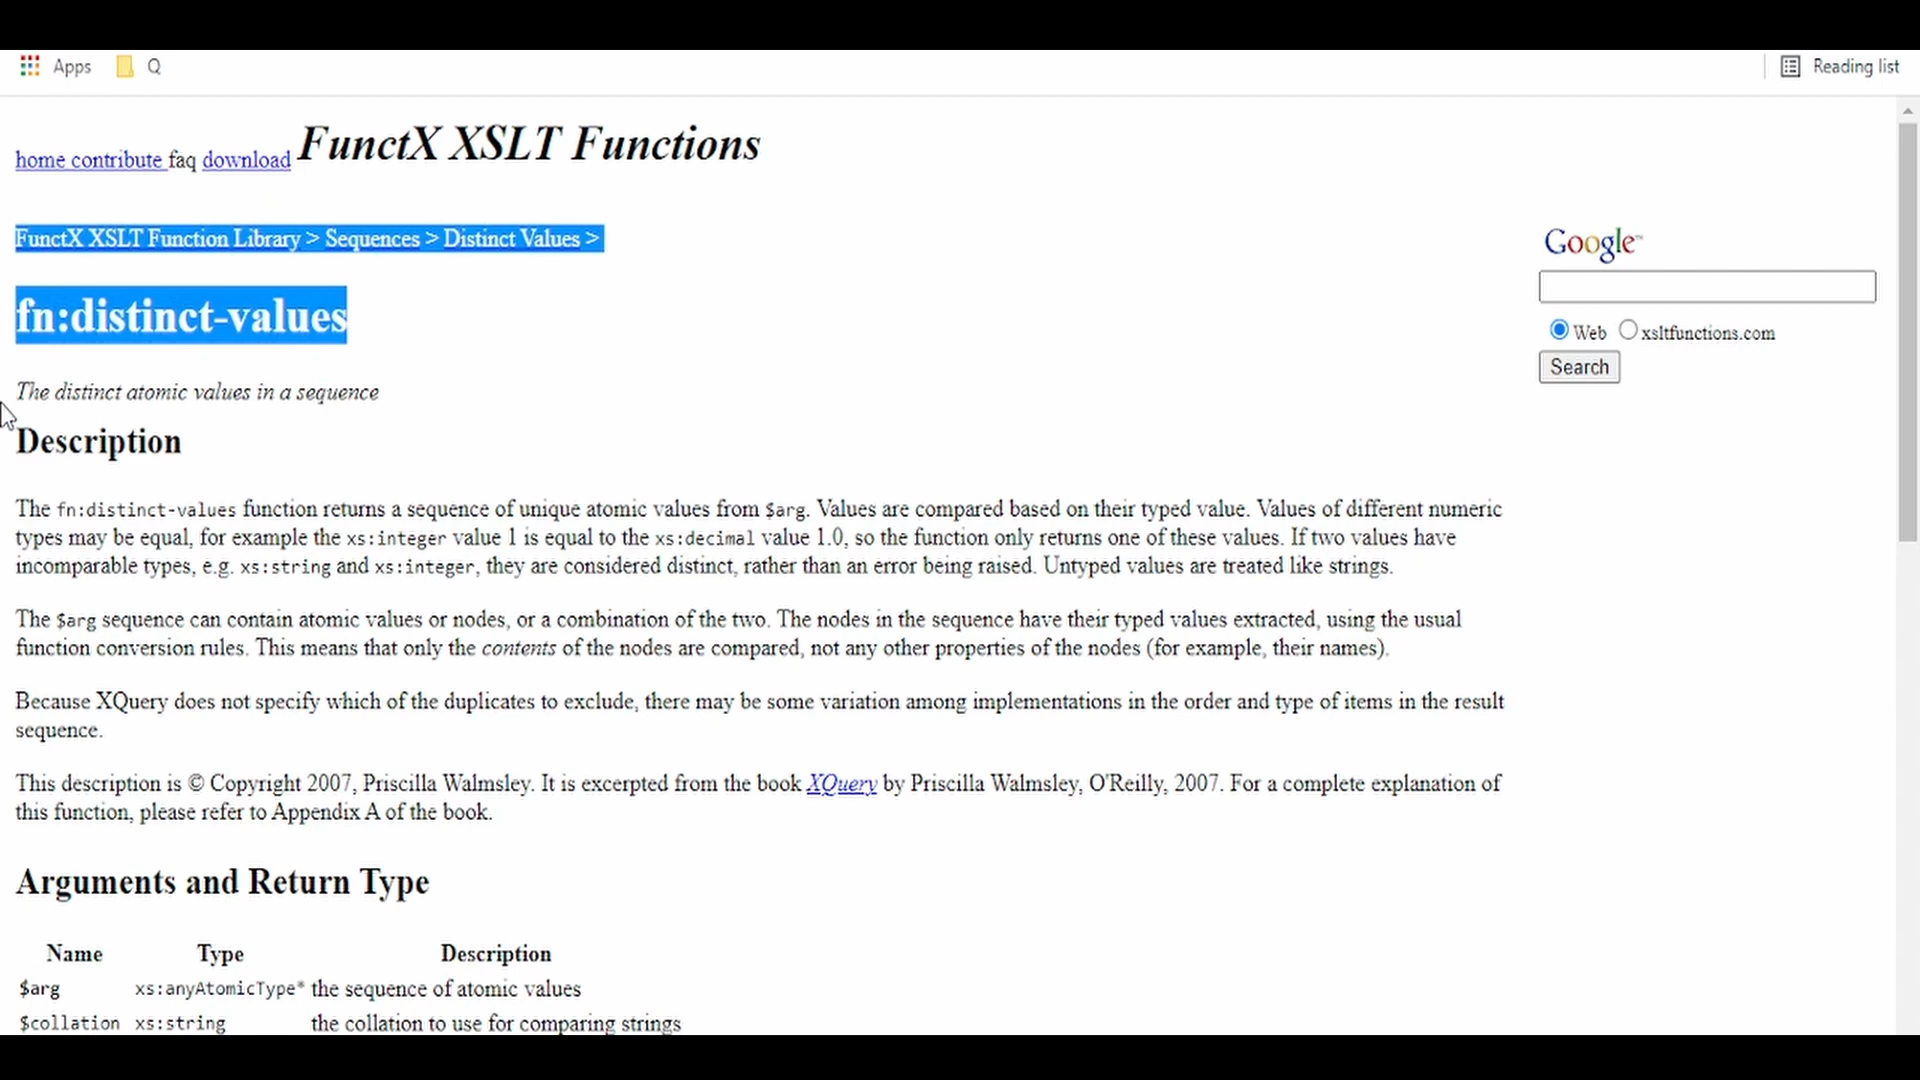 Apps Q Reading list
home contribute faq download FunctX XSLT Functions
FunctX XSLT Function Library > Sequences > Distinct Values >
fn:distinct-values
The distinct atomic values in a sequence
Description
The fn:distinct-values function returns a sequence of unique atomic values from $arg. Values are compared based on their typed value. Values of different numeric
types may be equal, for example the xs:integer value 1 is equal to the xs:decimal value 1.0, so the function only returns one of these values. If two values have
incomparable types, e.g. xs:string and xs:integer, they are considered distinct, rather than an error being raised. Untyped values are treated like strings.
The $arg sequence can contain atomic values or nodes, or a combination of the two. The nodes in the sequence have their typed values extracted, using the usual
function conversion rules. This means that only the contents of the nodes are compared, not any other properties of the nodes (for example, their names).
Because XQuery does not specify which of the duplicates to exclude, there may be some variation among implementations in the order and type of items in the result
sequence.
This description is © Copyright 2007, Priscilla Walmsley. It is excerpted from the book XQuery by Priscilla Walmsley, O'Reilly, 2007. For a complete explanation of
this function, please refer to Appendix A of the book.
Arguments and Return Type
Name Type Description
$arg xs:anyAtomicType* the sequence of atomic values
$collation xs:string the collation to use for comparing strings
Google™
Web xsltfunctions.com
Search